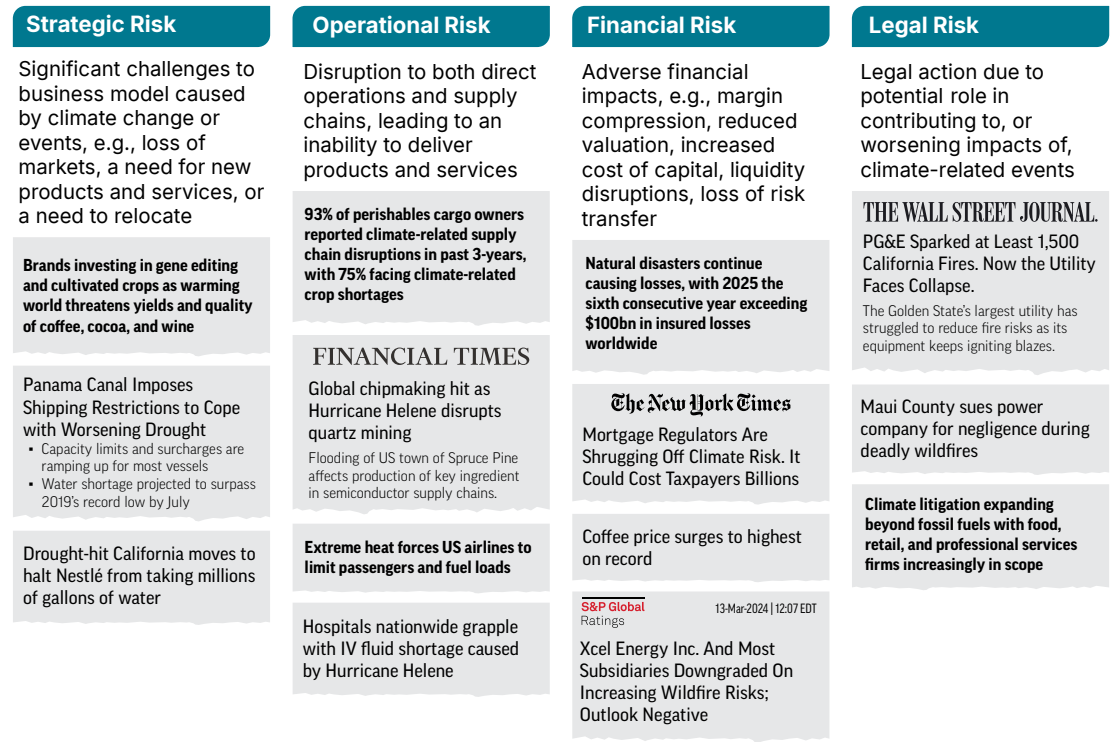 Strategic Risk
Significant challenges to
business model caused
by climate change or
events, e.g., loss of
markets, a need for new
products and services, or
a need to relocate
Brands investing in gene editing
and cultivated crops as warming
world threatens yields and quality
of coffee, cocoa, and wine
Panama Canal Imposes
Shipping Restrictions to Cope
with Worsening Drought
▪ Capacity limits and surcharges are
ramping up for most vessels
▪ Water shortage projected to surpass
2019's record low by July
Drought-hit California moves to
halt Nestlé from taking millions
of gallons of water
Operational Risk
Disruption to both direct
operations and supply
chains, leading to an
inability to deliver
products and services
93% of perishables cargo owners
reported climate-related supply
chain disruptions in past 3-years,
with 75% facing climate-related
crop shortages
FINANCIAL TIMES
Global chipmaking hit as
Hurricane Helene disrupts
quartz mining
Flooding of US town of Spruce Pine
affects production of key ingredient
in semiconductor supply chains.
Extreme heat forces US airlines to
limit passengers and fuel loads
Hospitals nationwide grapple
with IV fluid shortage caused
by Hurricane Helene
Financial Risk
Adverse financial
impacts, e.g., margin
compression, reduced
valuation, increased
cost of capital, liquidity
disruptions, loss of risk
transfer
Natural disasters continue
causing losses, with 2025 the
sixth consecutive year exceeding
$100bn in insured losses
worldwide
The New York Times
Mortgage Regulators Are
Shrugging Off Climate Risk. It
Could Cost Taxpayers Billions
Coffee price surges to highest
on record
S&P Global
Ratings
13-Mar-2024 | 12:07 EDT
Xcel Energy Inc. And Most
Subsidiaries Downgraded On
Increasing Wildfire Risks;
Outlook Negative
Legal Risk
Legal action due to
potential role in
contributing to, or
worsening impacts of,
climate-related events
THE WALL STREET JOURNAL.
PG&E Sparked at Least 1,500
California Fires. Now the Utility
Faces Collapse.
The Golden State's largest utility has
struggled to reduce fire risks as its
equipment keeps igniting blazes.
Maui County sues power
company for negligence during
deadly wildfires
Climate litigation expanding
beyond fossil fuels with food,
retail, and professional services
firms increasingly in scope